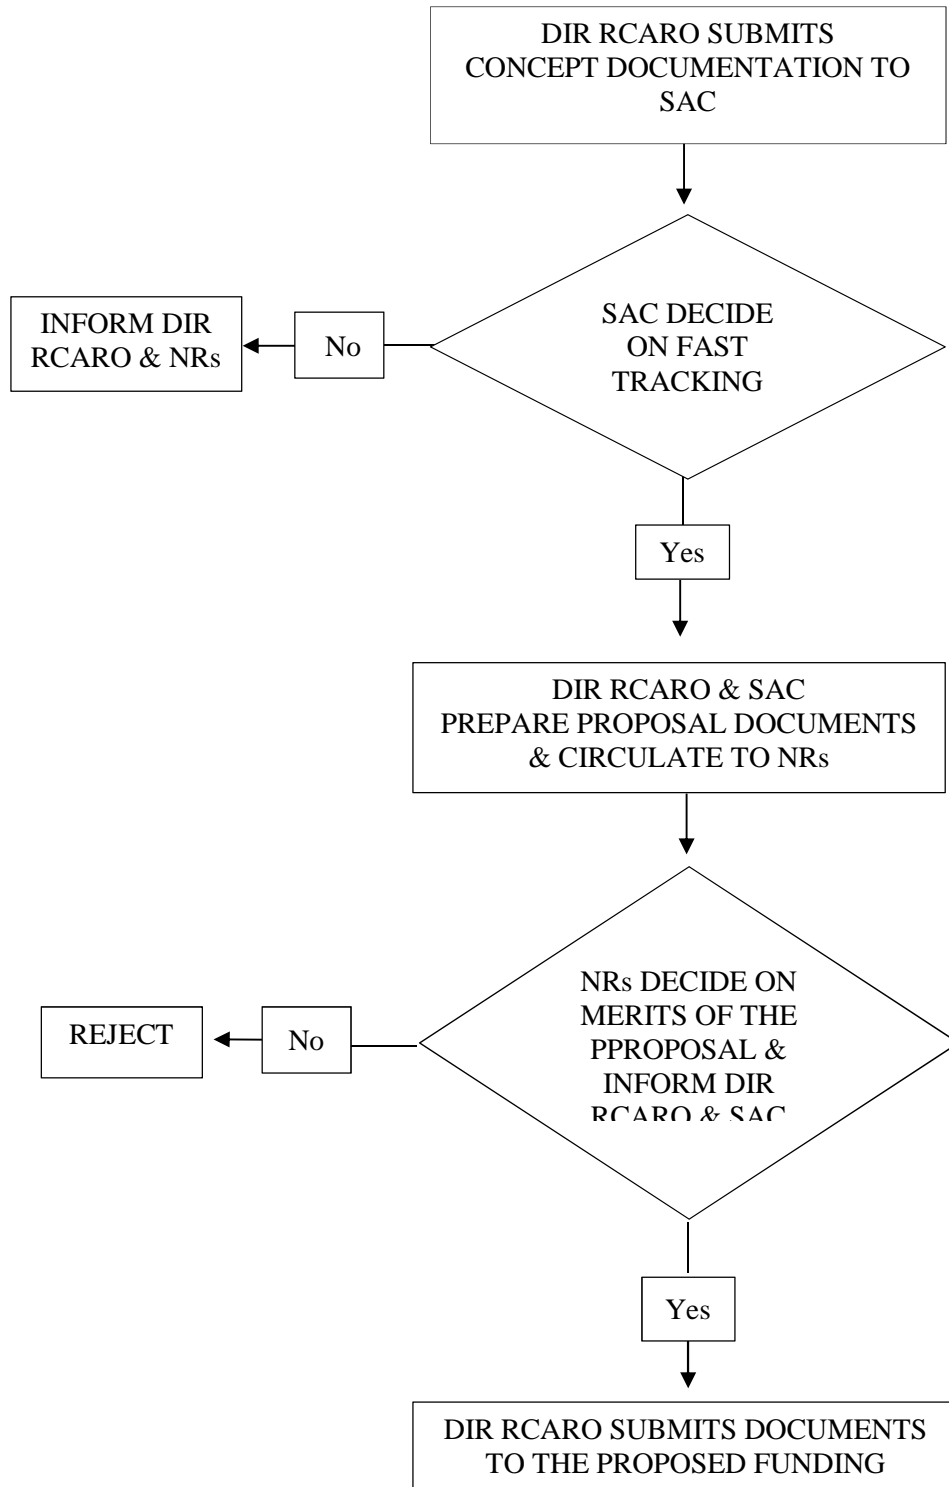 DIR RCARO SUBMITS
CONCEPT DOCUMENTATION TO
SAC
SAC DECIDE
ON FAST
TRACKING
No
INFORM DIR
RCARO & NRs
Yes
DIR RCARO & SAC
PREPARE PROPOSAL DOCUMENTS
& CIRCULATE TO NRs
NRs DECIDE ON
MERITS OF THE
PPROPOSAL &
INFORM DIR
RCARO & SAC
No
REJECT
Yes
DIR RCARO SUBMITS DOCUMENTS
TO THE PROPOSED FUNDING